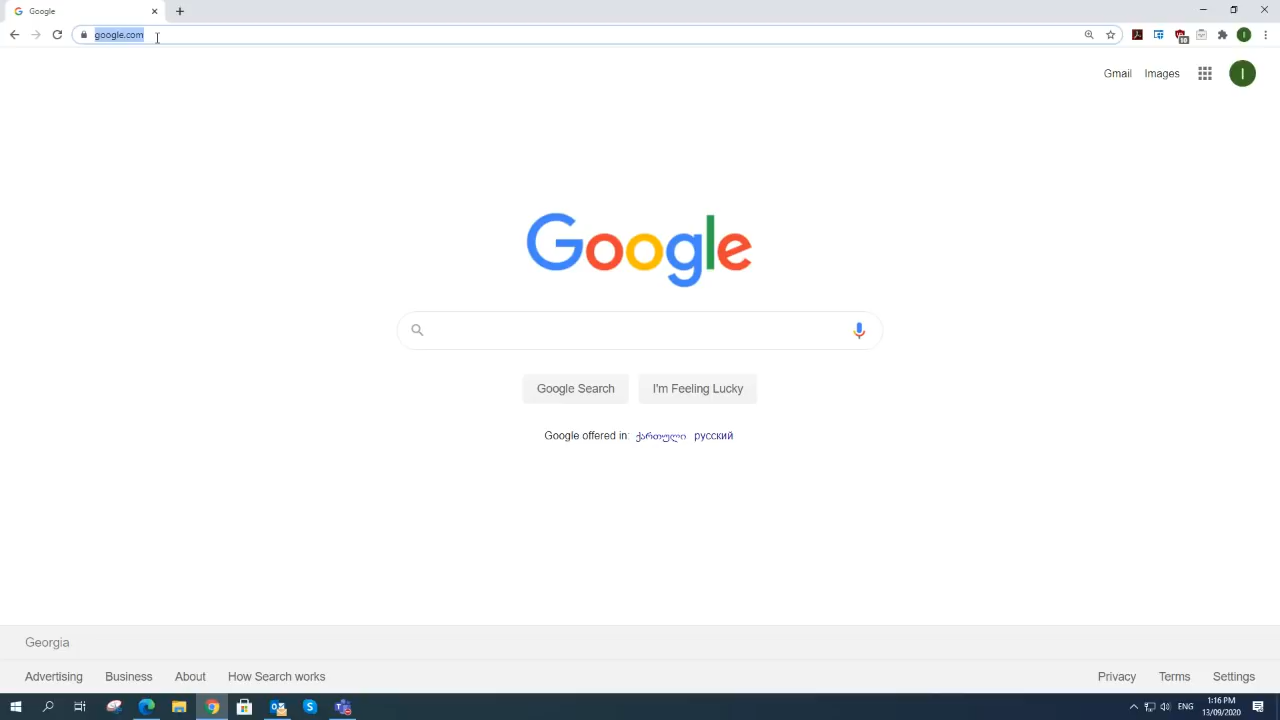 Google
google.com
Gmail Images
I
Google
Google Search I'm Feeling Lucky
Google offered in: ქართული русский
Georgia
Advertising Business About How Search works
Privacy Terms Settings
ENG
1:16 PM
13/09/2020